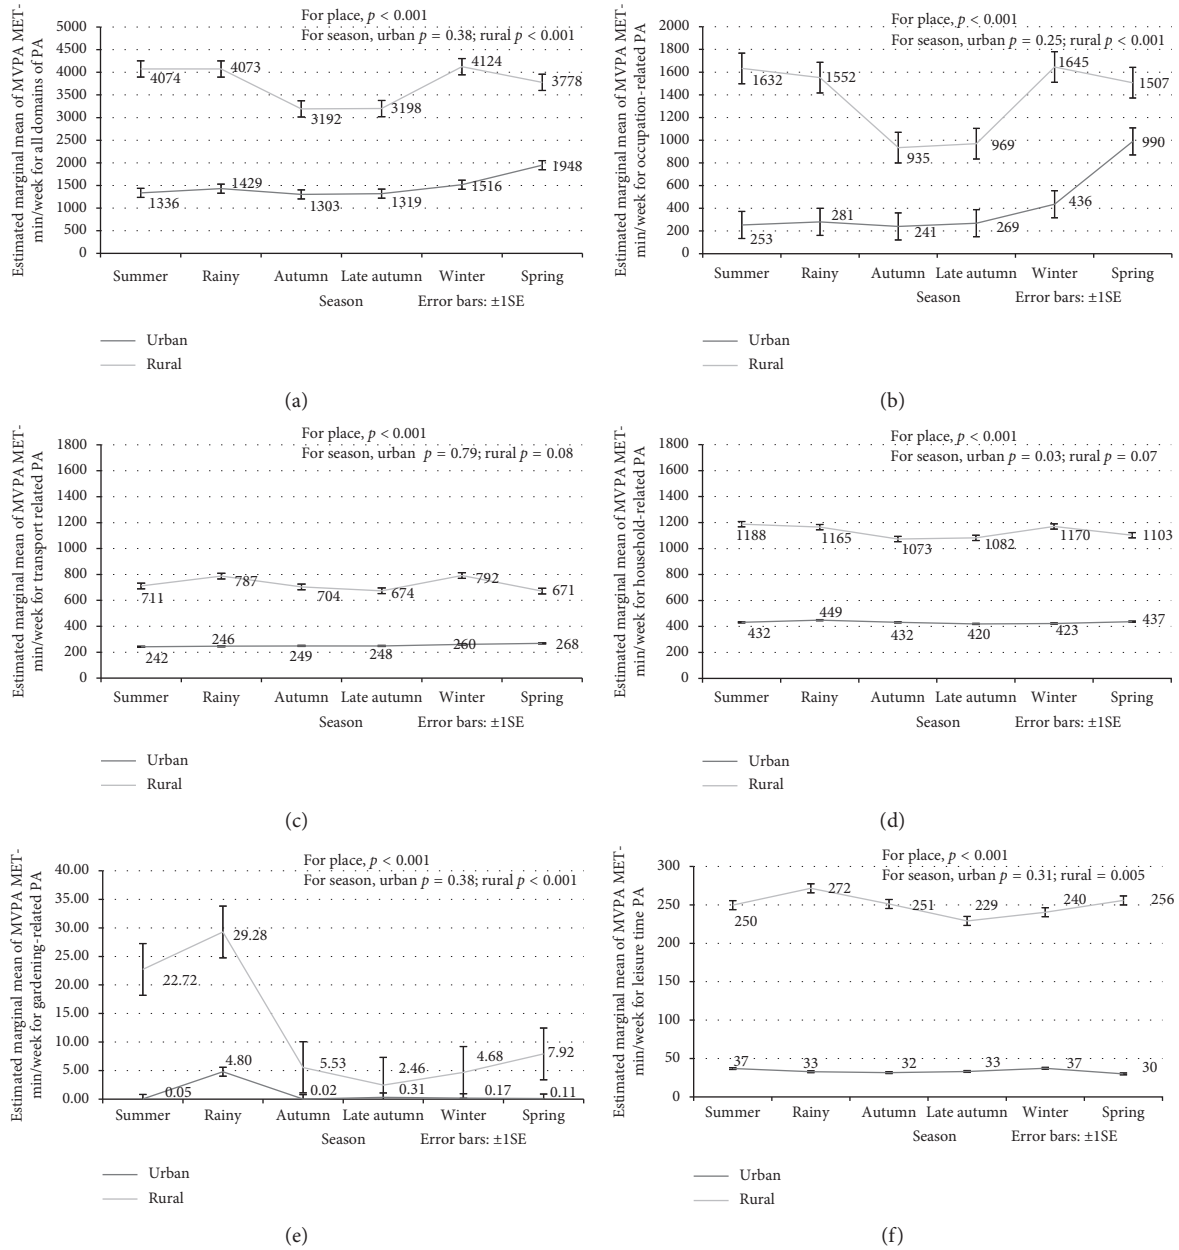 Estimated marginal mean of MVPA MET-
min/week for all domains of PA
For place, p < 0.001
For season, urban p = 0.38; rural p < 0.001
5000
4500
4000
3500
3000
2500
2000
1500
1000
500
0
4074
4073
3192
3198
4124
3778
1336
1429
1303
1319
1516
1948
Summer Rainy Autumn Late autumn Winter Spring
Season Error bars: ±1SE
Urban
Rural
(a)
Estimated marginal mean of MVPA MET-
min/week for occupation-related PA
For place, p < 0.001
For season, urban p = 0.25; rural p < 0.001
2000
1800
1600
1400
1200
1000
800
600
400
200
0
1632
1552
935
969
1645
1507
253
281
241
269
436
990
Summer Rainy Autumn Late autumn Winter Spring
Season Error bars: ±1SE
Urban
Rural
(b)
Estimated marginal mean of MVPA MET-
min/week for transport related PA
For place, p < 0.001
For season, urban p = 0.79; rural p = 0.08
1800
1600
1400
1200
1000
800
600
400
200
0
711
787
704
674
792
671
242
246
249
248
260
268
Summer Rainy Autumn Late autumn Winter Spring
Season Error bars: ±1SE
Urban
Rural
(c)
Estimated marginal mean of MVPA MET-
min/week for household-related PA
For place, p < 0.001
For season, urban p = 0.03; rural p = 0.07
1800
1600
1400
1200
1000
800
600
400
200
0
1188
1165
1073
1082
1170
1103
432
449
432
420
423
437
Summer Rainy Autumn Late autumn Winter Spring
Season Error bars: ±1SE
Urban
Rural
(d)
Estimated marginal mean of MVPA MET-
min/week for gardening-related PA
For place, p < 0.001
For season, urban p = 0.38; rural p < 0.001
40.00
35.00
30.00
25.00
20.00
15.00
10.00
5.00
0.00
22.72
29.28
5.53
2.46
4.68
7.92
0.05
4.80
0.02
0.31
0.17
0.11
Summer Rainy Autumn Late autumn Winter Spring
Season Error bars: ±1SE
Urban
Rural
(e)
Estimated marginal mean of MVPA MET-
min/week for leisure time PA
For place, p < 0.001
For season, urban p = 0.31; rural = 0.005
300
250
200
150
100
50
0
250
272
251
229
240
256
37
33
32
33
37
30
Summer Rainy Autumn Late autumn Winter Spring
Season Error bars: ±1SE
Urban
Rural
(f)